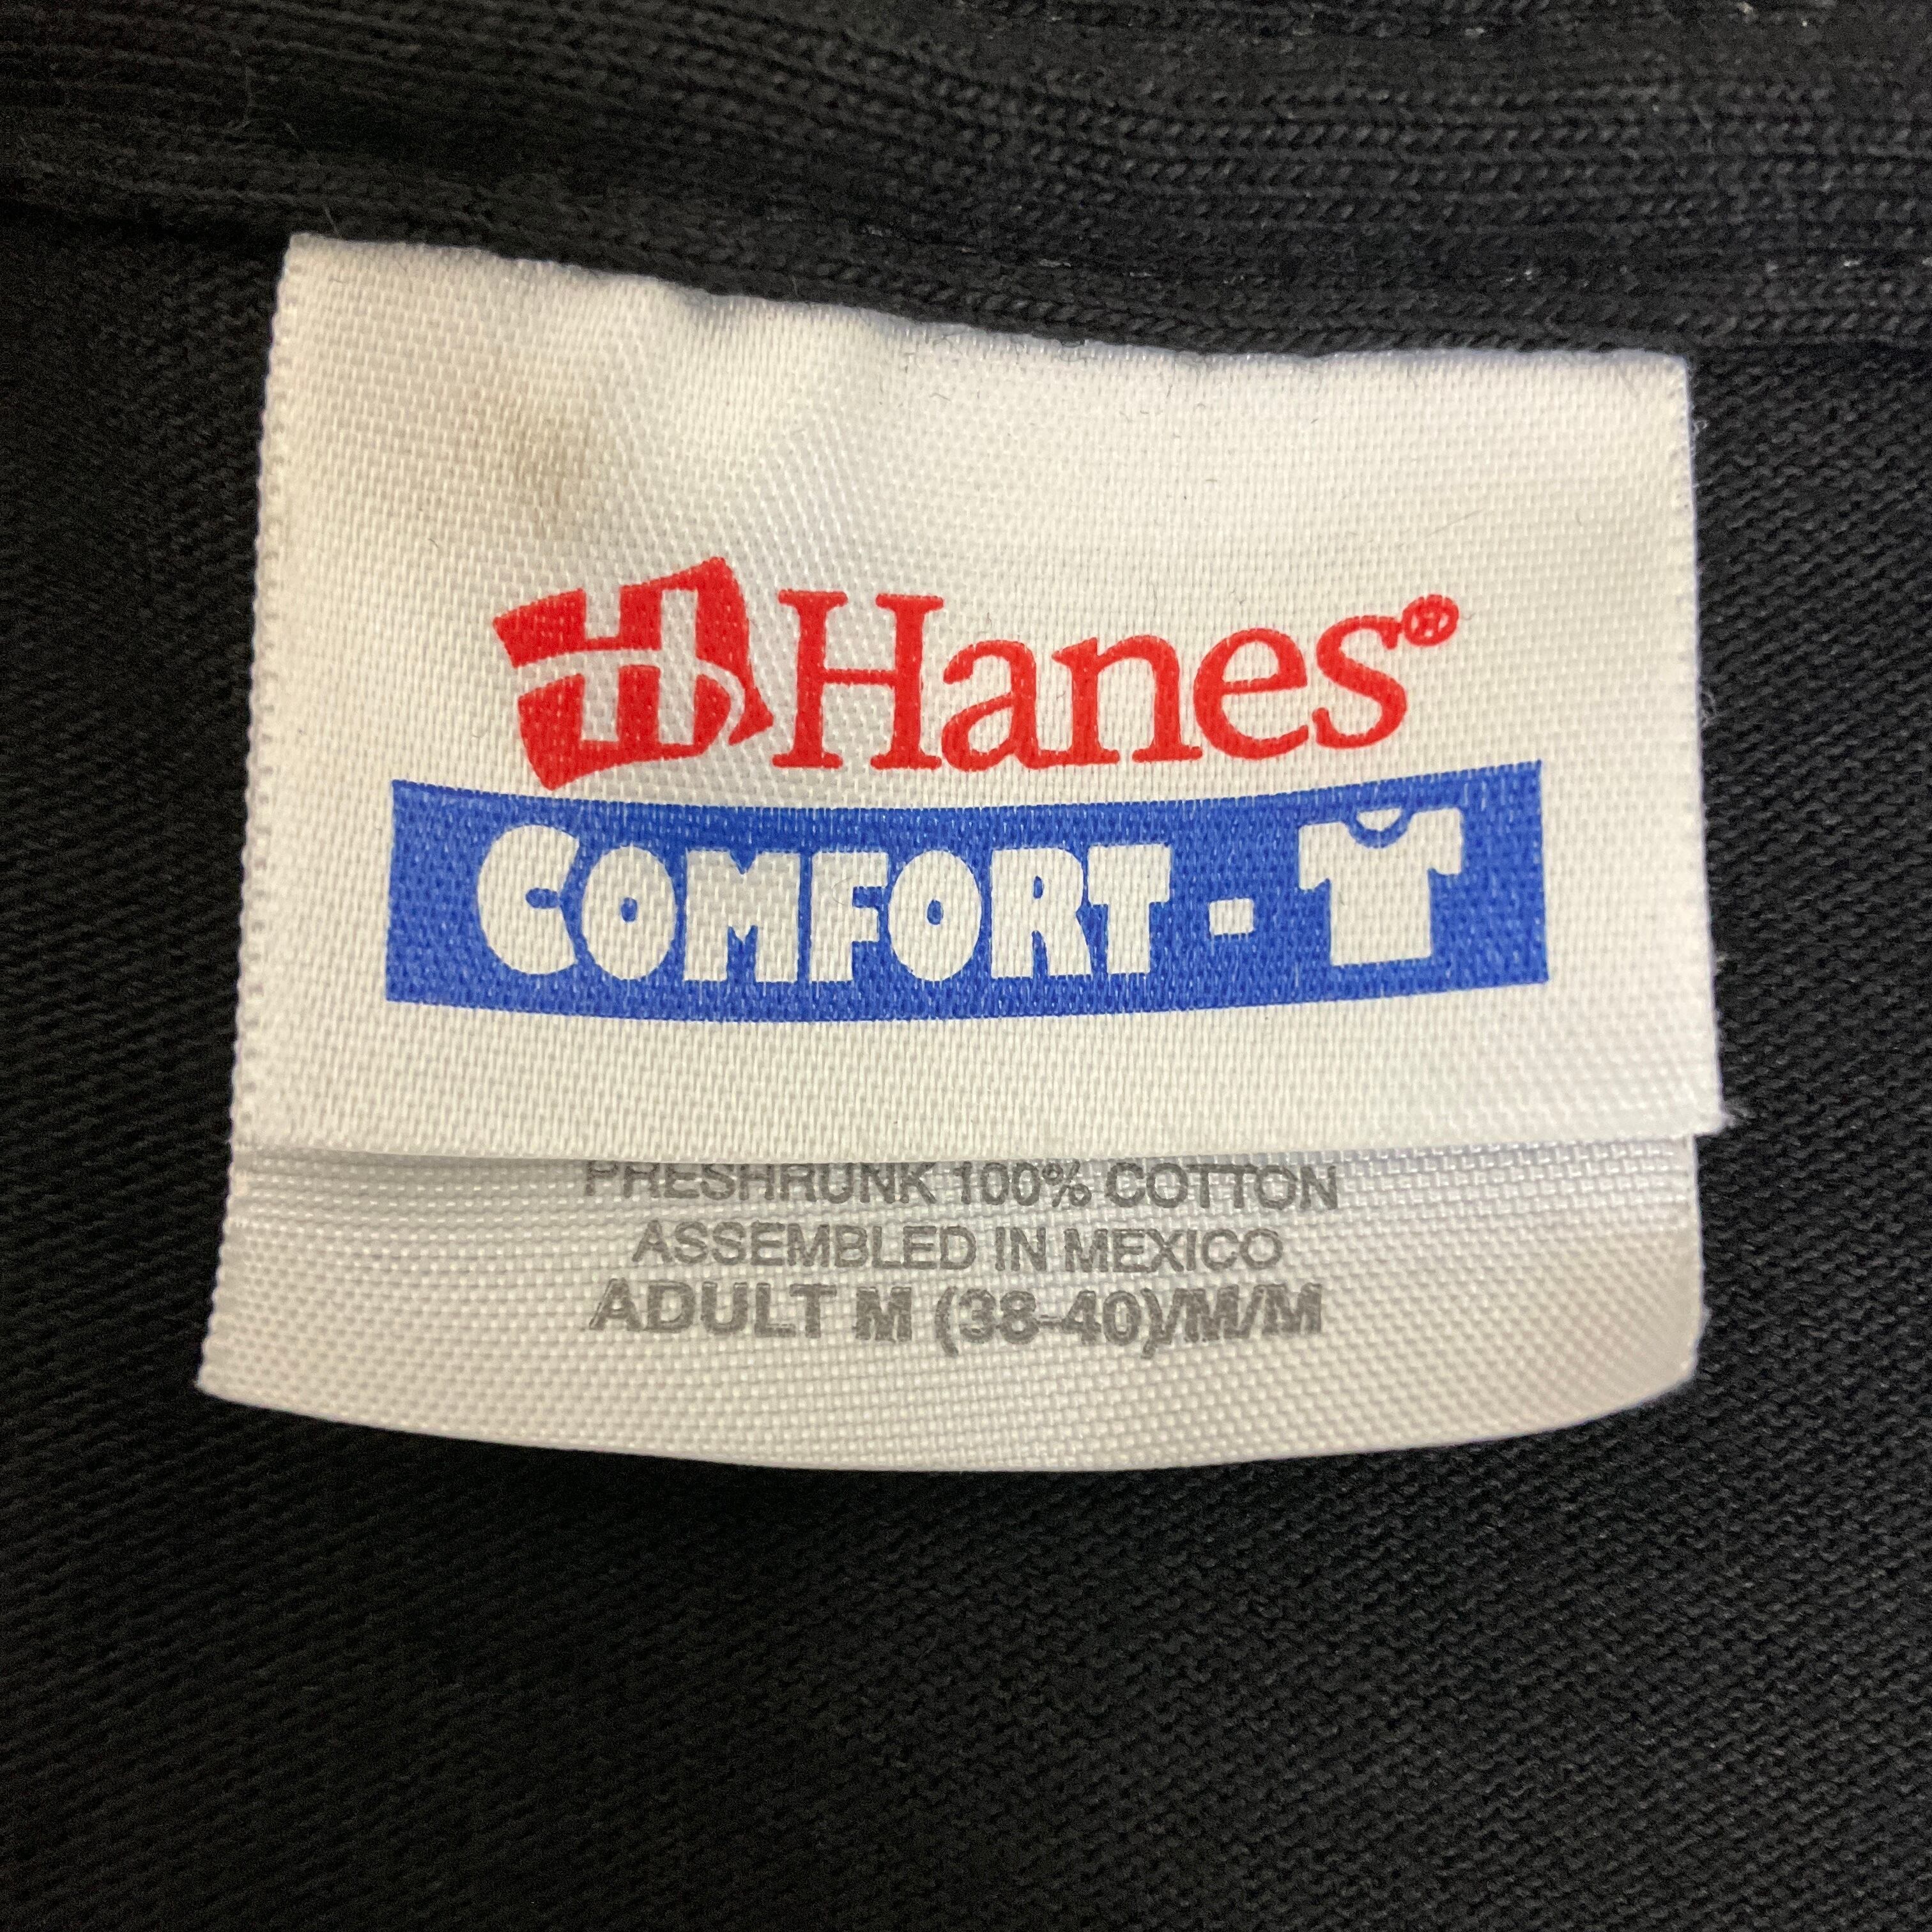 Hanes®
COMFORT-T
PRESHRUNK 100% COTTON
ASSEMBLED IN MEXICO
ADULT M (38-40)/M/M